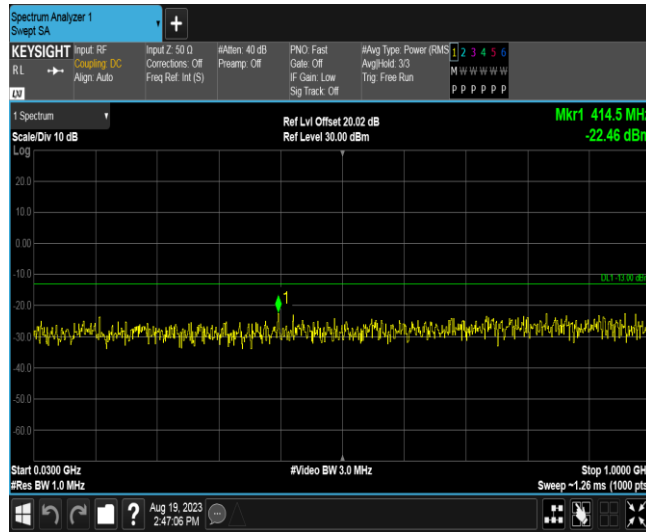 Spectrum Analyzer 1
Swept SA
+
KEYSIGHT
RL
LXI
Input: RF
Coupling: DC
Align: Auto
Input Z: 50 Ω
Corrections: Off
Freq Ref: Int (S)
#Atten: 40 dB
Preamp: Off
PNO: Fast
Gate: Off
IF Gain: Low
Sig Track: Off
#Avg Type: Power (RMS
Avg|Hold: 3/3
Trig: Free Run
1 2 3 4 5 6
M W W W W W
P P P P P P
1 Spectrum
Scale/Div 10 dB
Log
Ref Lvl Offset 20.02 dB
Ref Level 30.00 dBm
Mkr1 414.5 MHz
-22.46 dBm
20.0
10.0
0.00
-10.0
DL1 -13.00 dBm
1
-20.0
-30.0
-40.0
-50.0
-60.0
Start 0.0300 GHz
#Res BW 1.0 MHz
#Video BW 3.0 MHz
Stop 1.0000 GH
Sweep ~1.26 ms (1000 pts
?
Aug 19, 2023
2:47:06 PM